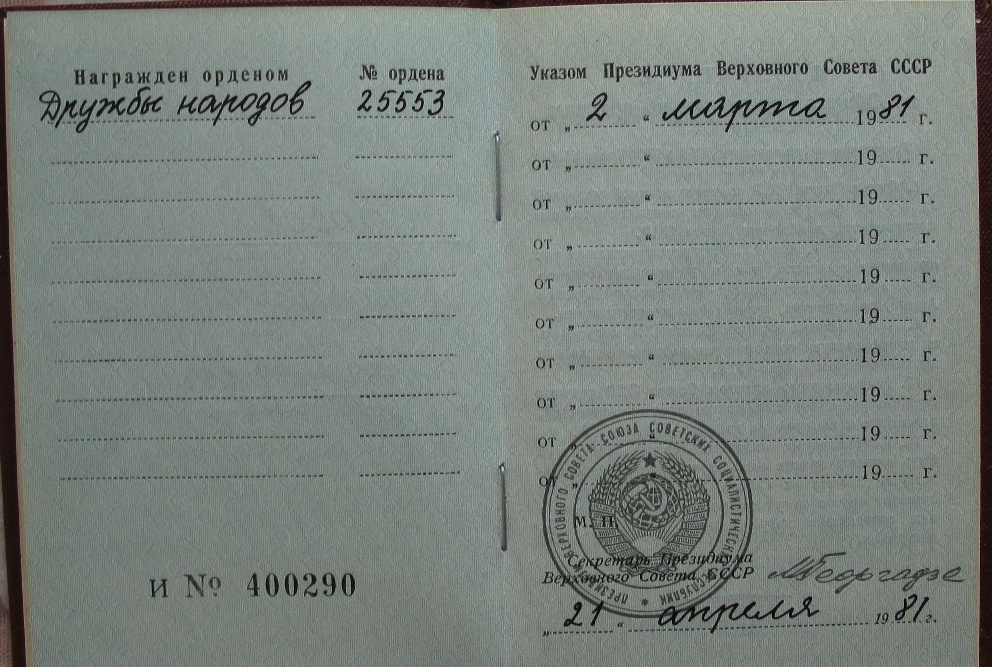 Награжден орденом
№ ордена
Дружбы народов
25553
И № 400290
Указом Президиума Верховного Совета СССР
от „ 2 “ марта 1981 г.
от „ “ 19 г.
от „ “ 19 г.
от „ “ 19 г.
от „ “ 19 г.
от „ “ 19 г.
от „ “ 19 г.
от „ “ 19 г.
от „ “ 19 г.
от „ “ 19 г.
ПРЕЗИДИУМ ВЕРХОВНОГО СОВЕТА СОЮЗА СОВЕТСКИХ СОЦИАЛИСТИЧЕСКИХ РЕСПУБЛИК
М. П.
Секретарь Президиума
Верховного Совета СССР
МГеоргадзе
„ 21 “ апреля 1981 г.